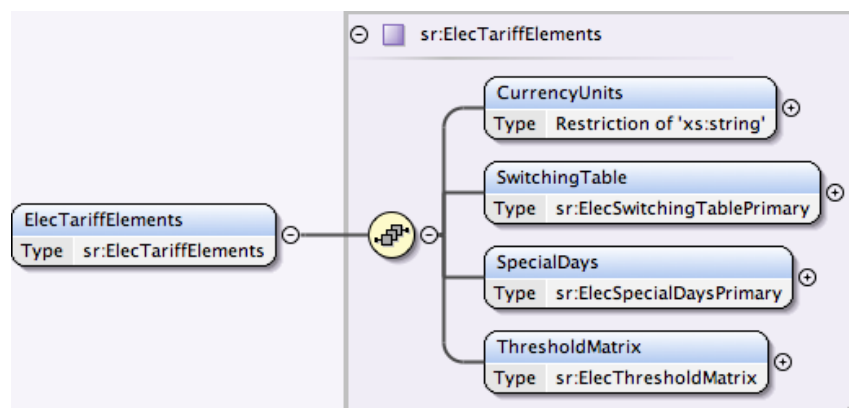 sr:ElecTariffElements
CurrencyUnits
Type Restriction of 'xs:string'
SwitchingTable
Type sr:ElecSwitchingTablePrimary
ElecTariffElements
Type sr:ElecTariffElements
SpecialDays
Type sr:ElecSpecialDaysPrimary
ThresholdMatrix
Type sr:ElecThresholdMatrix